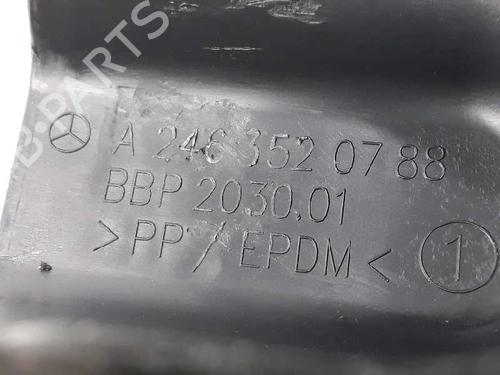 B-PARTS
A 246 352 07 88
BBP 2030.01
>PP / EPDM<
1